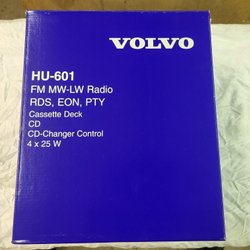 VOLVO
HU-601
FM MW-LW Radio
RDS, EON, PTY
Cassette Deck
CD
CD-Changer Control
4 x 25 W